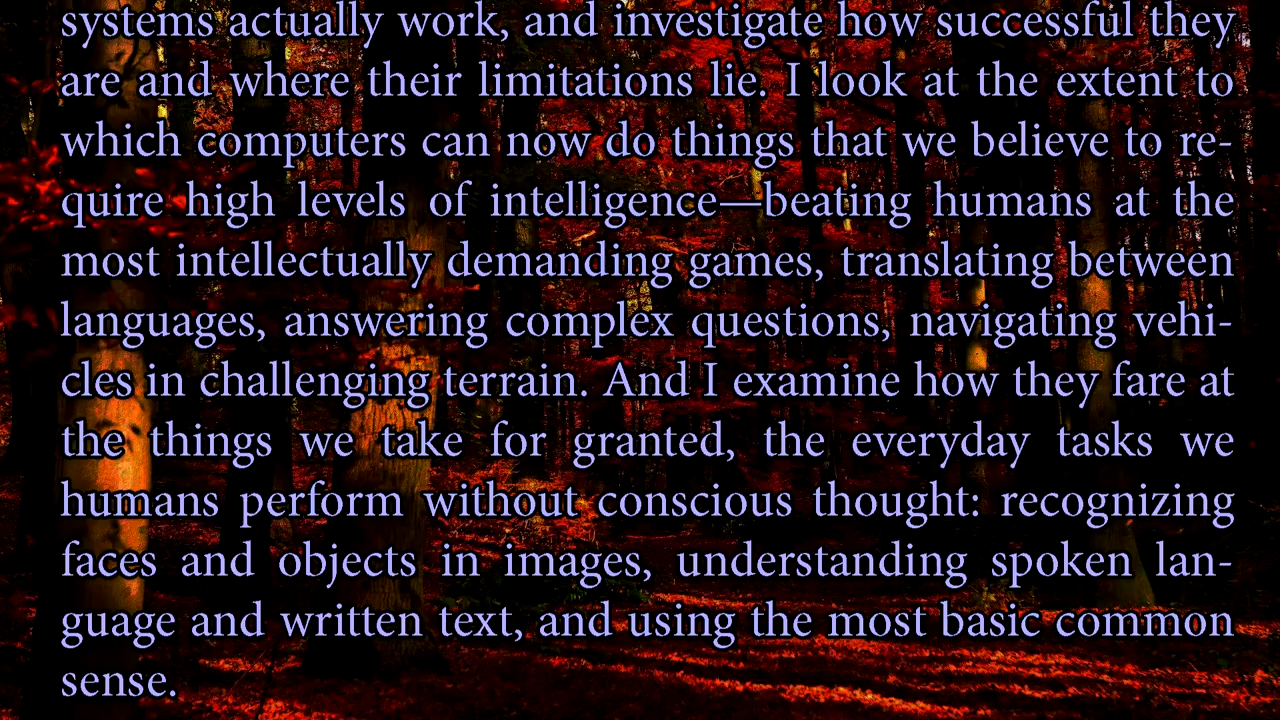 systems actually work, and investigate how successful they
are and where their limitations lie. I look at the extent to
which computers can now do things that we believe to re-
quire high levels of intelligence—beating humans at the
most intellectually demanding games, translating between
languages, answering complex questions, navigating vehi-
cles in challenging terrain. And I examine how they fare at
the things we take for granted, the everyday tasks we
humans perform without conscious thought: recognizing
faces and objects in images, understanding spoken lan-
guage and written text, and using the most basic common
sense.